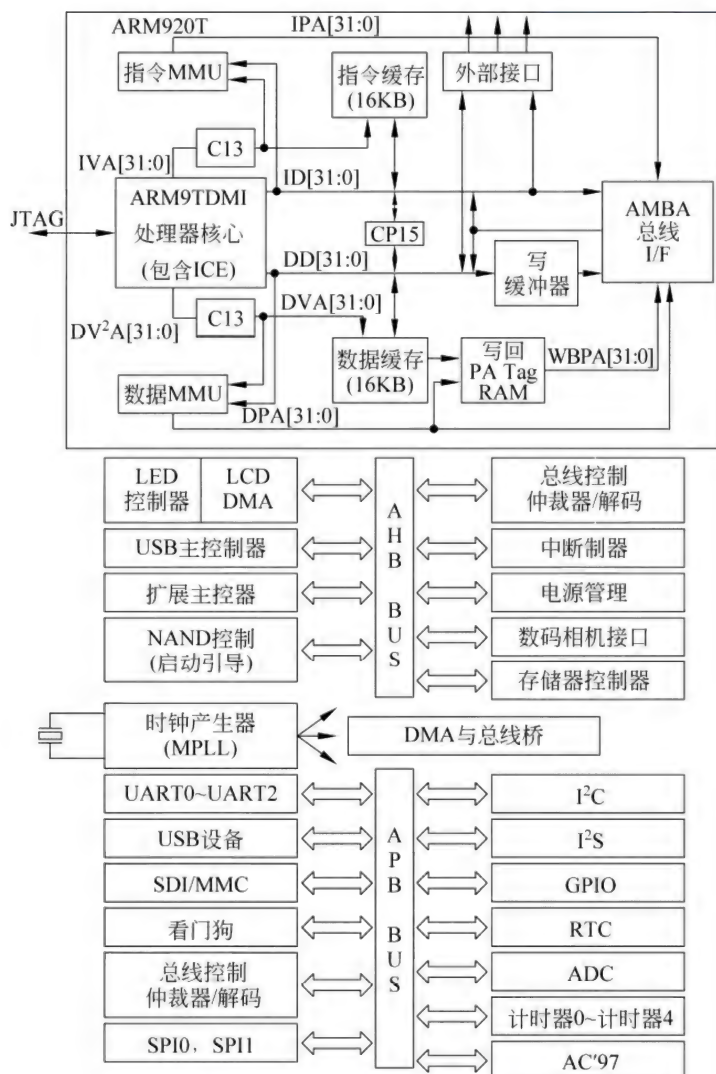 ARM920T
IPA[31:0]
指令MMU
指令缓存
(16KB)
外部接口
C13
IVA[31:0]
ID[31:0]
ARM9TDMI
处理器核心
(包含ICE)
JTAG
CP15
AMBA
总线
I/F
DD[31:0]
写
缓冲器
C13
DVA[31:0]
DV²A[31:0]
数据缓存
(16KB)
写回
PA Tag
RAM
WBPA[31:0]
数据MMU
DPA[31:0]
LED
控制器
LCD
DMA
USB主控制器
扩展主控器
NAND控制
(启动引导)
A
H
B
B
U
S
总线控制
仲裁器/解码
中断制器
电源管理
数码相机接口
存储器控制器
时钟产生器
(MPLL)
DMA与总线桥
UART0~UART2
USB设备
SDI/MMC
看门狗
总线控制
仲裁器/解码
SPI0，SPI1
A
P
B
B
U
S
I²C
I²S
GPIO
RTC
ADC
计时器0~计时器4
AC′97